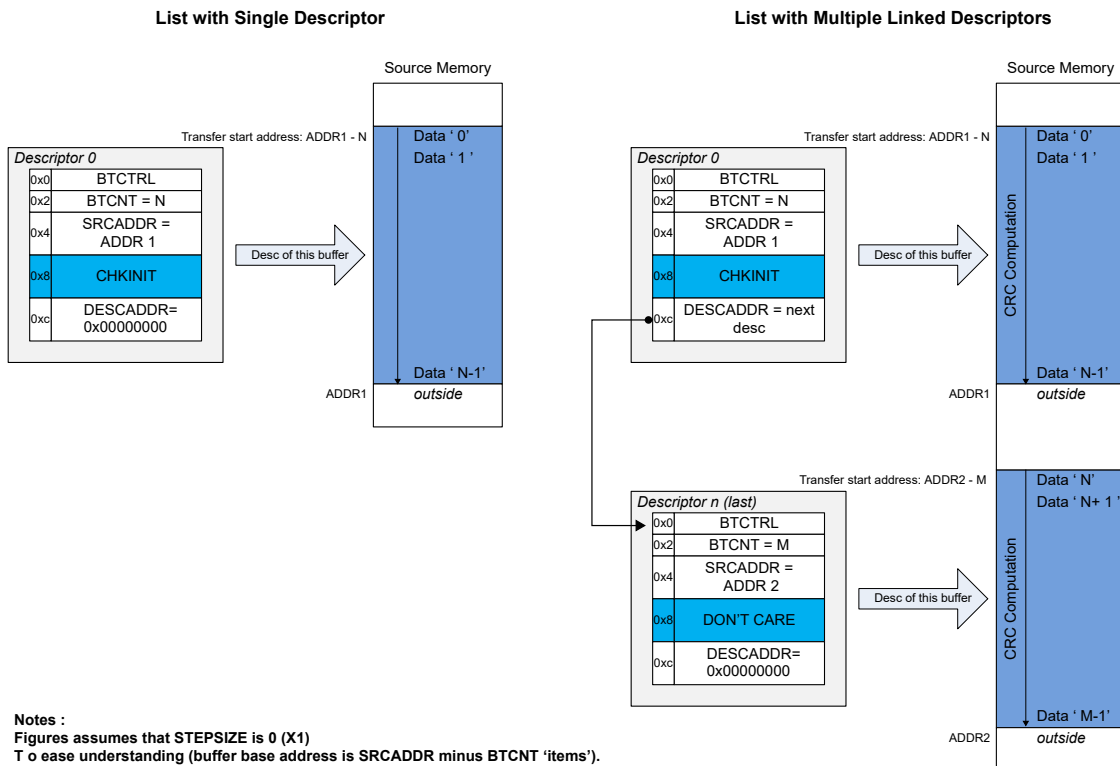 List with Single Descriptor
Source Memory
Transfer start address: ADDR1 - N
Data ‘ 0’
Data ‘ 1 ’
Descriptor 0
0x0 BTCTRL
0x2 BTCNT = N
0x4 SRCADDR =
ADDR 1
0x8 CHKINIT
0xc DESCADDR=
0x00000000
Desc of this buffer
Data ‘ N-1’
ADDR1
outside
List with Multiple Linked Descriptors
Source Memory
Transfer start address: ADDR1 - N
Data ‘ 0’
Data ‘ 1 ’
Descriptor 0
0x0 BTCTRL
0x2 BTCNT = N
0x4 SRCADDR =
ADDR 1
0x8 CHKINIT
0xc DESCADDR = next
desc
Desc of this buffer
CRC Computation
Data ‘ N-1’
ADDR1
outside
Transfer start address: ADDR2 - M
Data ‘ N’
Data ‘ N+ 1 ’
Descriptor n (last)
0x0 BTCTRL
0x2 BTCNT = M
0x4 SRCADDR =
ADDR 2
0x8 DON’T CARE
0xc DESCADDR=
0x00000000
Desc of this buffer
CRC Computation
Data ‘ M-1’
ADDR2
outside
Notes :
Figures assumes that STEPSIZE is 0 (X1)
T o ease understanding (buffer base address is SRCADDR minus BTCNT ‘items’).